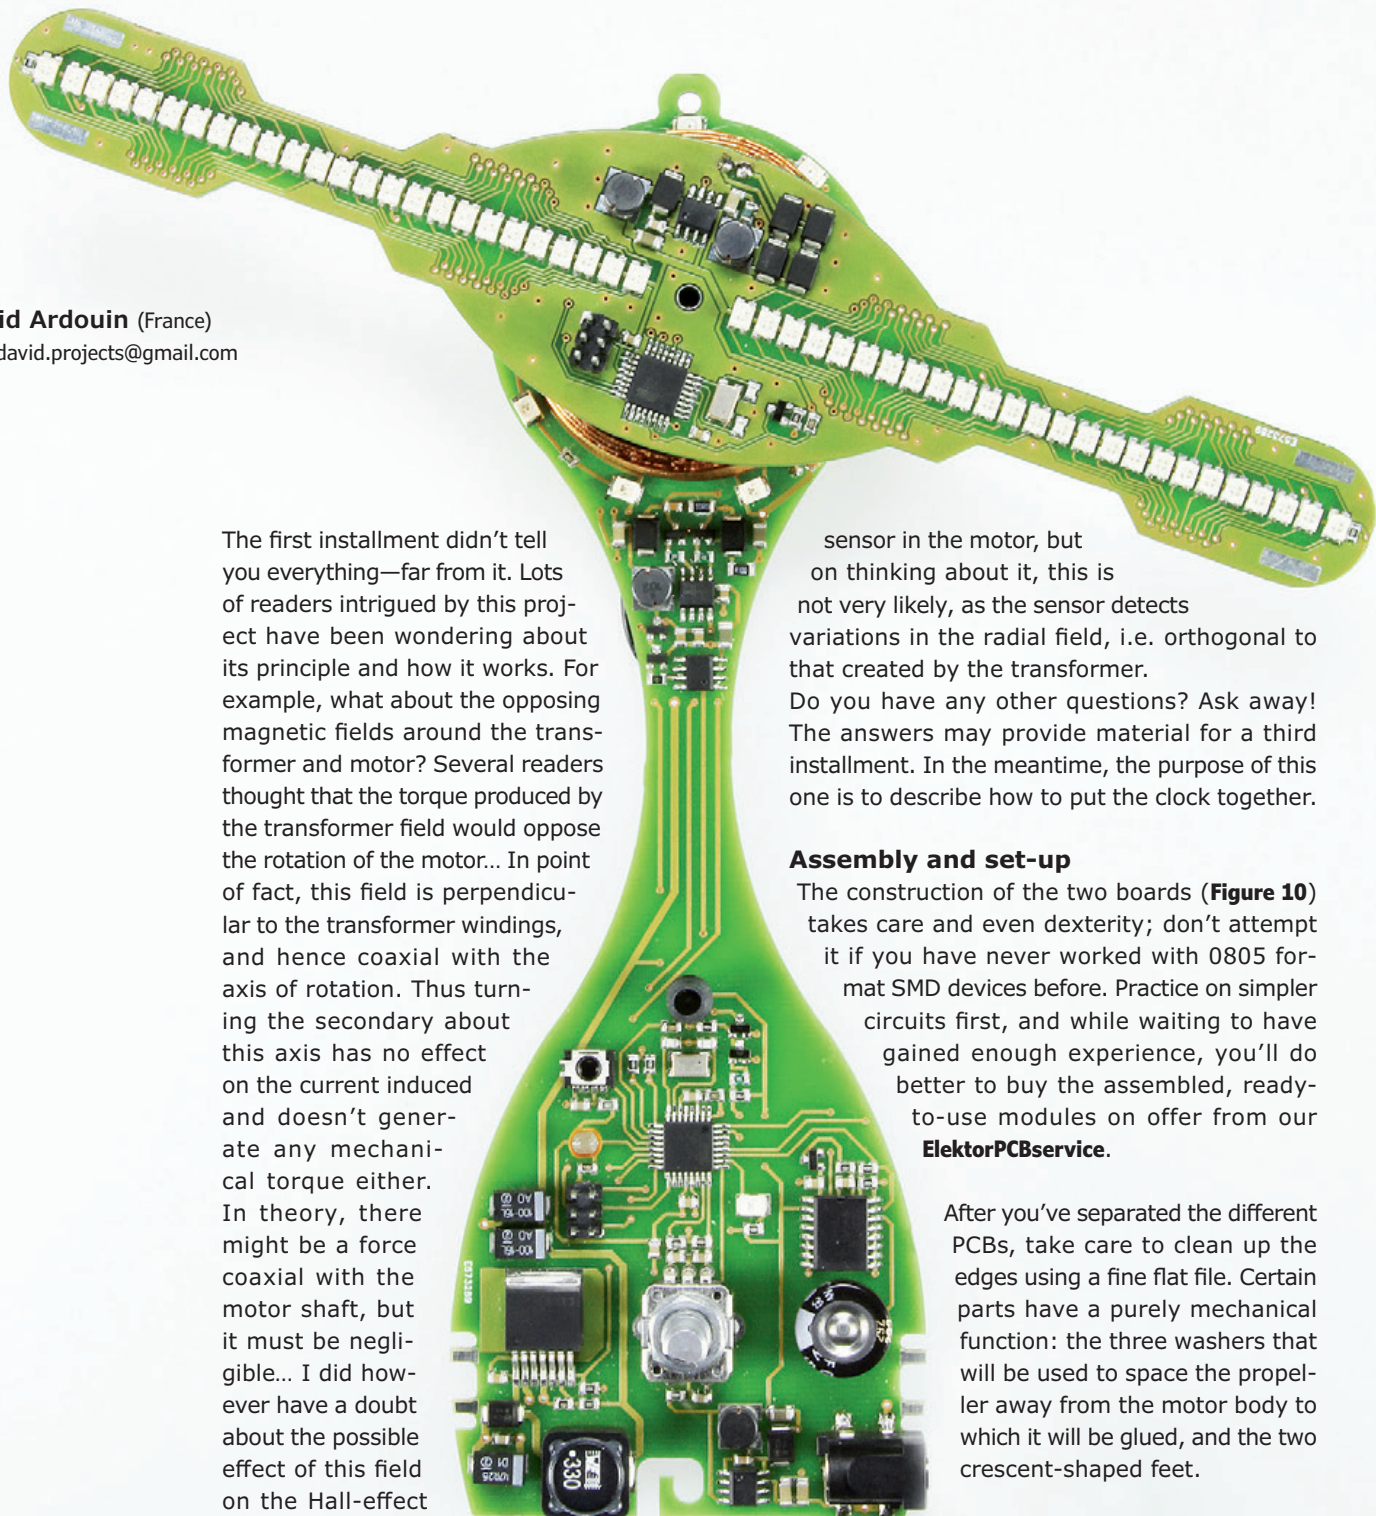 id Ardouin (France)
david.projects@gmail.com
The first installment didn’t tell
you everything—far from it. Lots
of readers intrigued by this proj-
ect have been wondering about
its principle and how it works. For
example, what about the opposing
magnetic fields around the trans-
former and motor? Several readers
thought that the torque produced by
the transformer field would oppose
the rotation of the motor... In point
of fact, this field is perpendicu-
lar to the transformer windings,
and hence coaxial with the
axis of rotation. Thus turn-
ing the secondary about
this axis has no effect
on the current induced
and doesn’t gener-
ate any mechani-
cal torque either.
In theory, there
might be a force
coaxial with the
motor shaft, but
it must be negli-
gible... I did how-
ever have a doubt
about the possible
effect of this field
on the Hall-effect
sensor in the motor, but
on thinking about it, this is
not very likely, as the sensor detects
variations in the radial field, i.e. orthogonal to
that created by the transformer.
Do you have any other questions? Ask away!
The answers may provide material for a third
installment. In the meantime, the purpose of this
one is to describe how to put the clock together.
Assembly and set-up
The construction of the two boards (Figure 10)
takes care and even dexterity; don’t attempt
it if you have never worked with 0805 for-
mat SMD devices before. Practice on simpler
circuits first, and while waiting to have
gained enough experience, you’ll do
better to buy the assembled, ready-
to-use modules on offer from our
ElektorPCBservice.
After you’ve separated the different
PCBs, take care to clean up the
edges using a fine flat file. Certain
parts have a purely mechanical
function: the three washers that
will be used to space the propel-
ler away from the motor body to
which it will be glued, and the two
crescent-shaped feet.
E573289
E573289
330